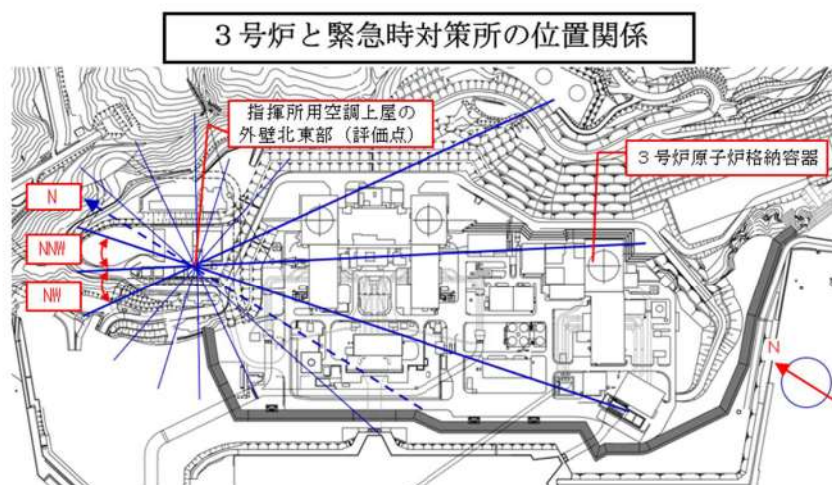 ３号炉と緊急時対策所の位置関係
指揮所用空調上屋の
外壁北東部（評価点）
３号炉原子炉格納容器
N
NNW
NW
N